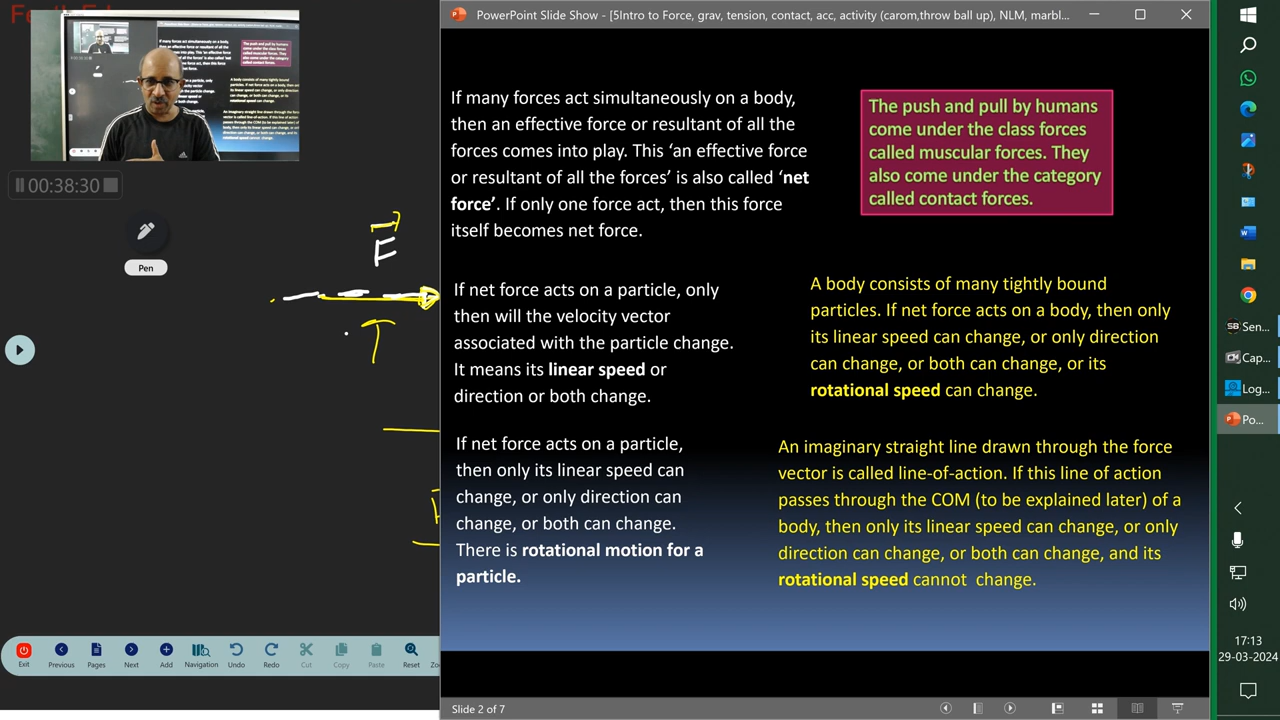 PowerPoint Slide Show
tension
activity
NLM,
If many forces act simultaneously on a body,
then an effective force or resultant of all the
forces comes into play. This ‘an effective force
or resultant of all the forces’ is also called ‘net
force’. If only one force act, then this force
itself becomes net force.
The push and pull by humans
come under the class forces
called muscular forces. They
also come under the category
called contact forces.
00:38:30
Pen
F
T
If net force acts on a particle, only
then will the velocity vector
associated with the particle change.
It means its linear speed or
direction or both change.
A body consists of many tightly bound
particles. If net force acts on a body, then only
its linear speed can change, or only direction
can change, or both can change, or its
rotational speed can change.
If net force acts on a particle,
then only its linear speed can
change, or only direction can
change, or both can change.
There is rotational motion for a
particle.
An imaginary straight line drawn through the force
vector is called line-of-action. If this line of action
passes through the COM (to be explained later) of a
body, then only its linear speed can change, or only
direction can change, or both can change, and its
rotational speed cannot change.
Exit Previous Pages Next Add Navigation Undo Redo Cut Copy Paste Reset
Slide 2 of 7
Sen...
Cap...
Log...
Po...
17:13
29-03-2024